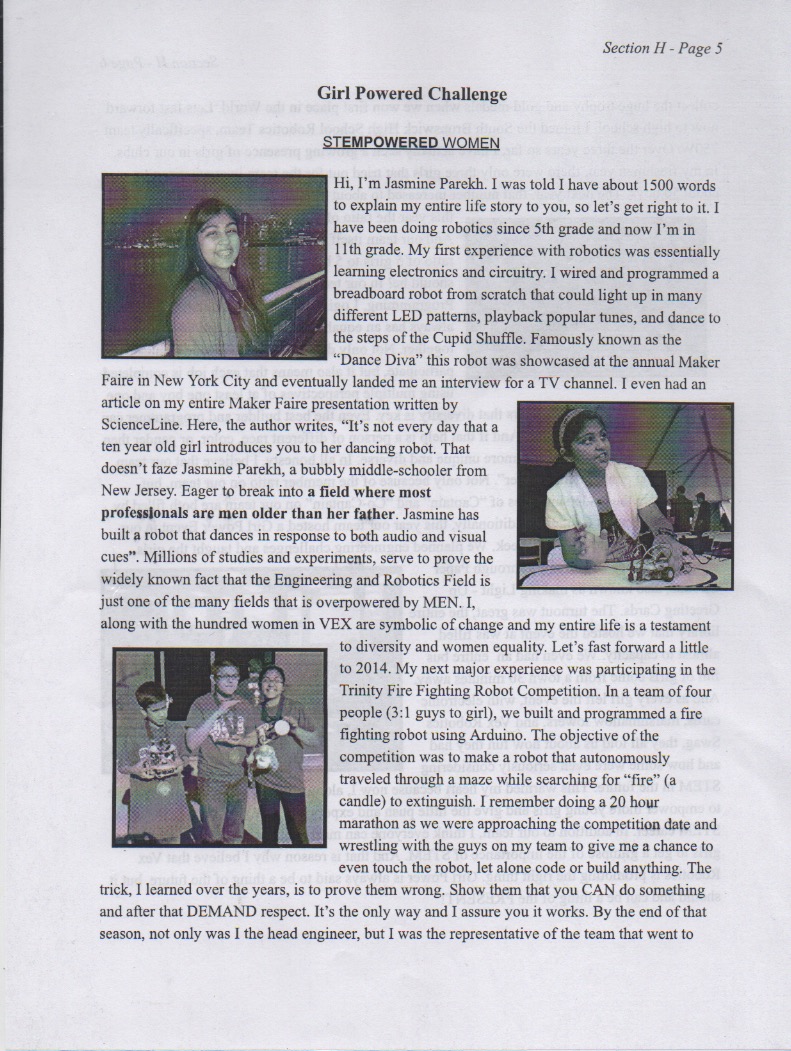 Section H - Page 5
Girl Powered Challenge
STEMPOWERED WOMEN
Hi, I'm Jasmine Parekh. I was told I have about 1500 words
to explain my entire life story to you, so let's get right to it. I
have been doing robotics since 5th grade and now I'm in
11th grade. My first experience with robotics was essentially
learning electronics and circuitry. I wired and programmed a
breadboard robot from scratch that could light up in many
different LED patterns, playback popular tunes, and dance to
the steps of the Cupid Shuffle. Famously known as the
"Dance Diva" this robot was showcased at the annual Maker
Faire in New York City and eventually landed me an interview for a TV channel. I even had an
article on my entire Maker Faire presentation written by
ScienceLine. Here, the author writes, "It's not every day that a
ten year old girl introduces you to her dancing robot. That
doesn't faze Jasmine Parekh, a bubbly middle-schooler from
New Jersey. Eager to break into a field where most
professionals are men older than her father. Jasmine has
built a robot that dances in response to both audio and visual
cues". Millions of studies and experiments, serve to prove the
widely known fact that the Engineering and Robotics Field is
just one of the many fields that is overpowered by MEN. I,
along with the hundred women in VEX are symbolic of change and my entire life is a testament
to diversity and women equality. Let's fast forward a little
to 2014. My next major experience was participating in the
Trinity Fire Fighting Robot Competition. In a team of four
people (3:1 guys to girl), we built and programmed a fire
fighting robot using Arduino. The objective of the
competition was to make a robot that autonomously
traveled through a maze while searching for "fire" (a
candle) to extinguish. I remember doing a 20 hour
marathon as we were approaching the competition date and
wrestling with the guys on my team to give me a chance to
even touch the robot, let alone code or build anything. The
trick, I learned over the years, is to prove them wrong. Show them that you CAN do something
and after that DEMAND respect. It's the only way and I assure you it works. By the end of that
season, not only was I the head engineer, but I was the representative of the team that went to